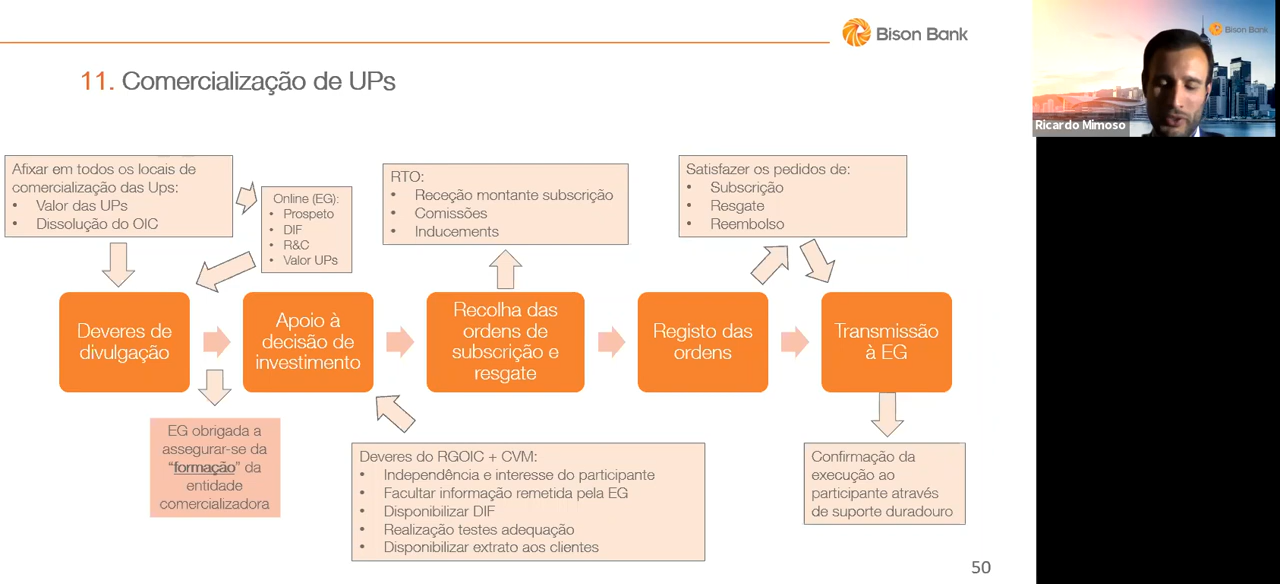 Bison Bank
Bison Bank
Ricardo Mimoso
11. Comercialização de UPs
Afixar em todos os locais de
comercialização das Ups:
• Valor das UPs
• Dissolução do OIC
Online (EG):
• Prospeto
• DIF
• R&C
• Valor UPs
RTO:
• Receção montante subscrição
• Comissões
• Inducements
Satisfazer os pedidos de:
• Subscrição
• Resgate
• Reembolso
Deveres de
divulgação
Apoio à
decisão de
investimento
Recolha das
ordens de
subscrição e
resgate
Registo das
ordens
Transmissão
à EG
EG obrigada a
assegurar-se da
“formação” da
entidade
comercializadora
Deveres do RGOIC + CVM:
• Independência e interesse do participante
• Facultar informação remetida pela EG
• Disponibilizar DIF
• Realização testes adequação
• Disponibilizar extrato aos clientes
Confirmação da
execução ao
participante através
de suporte duradouro
50